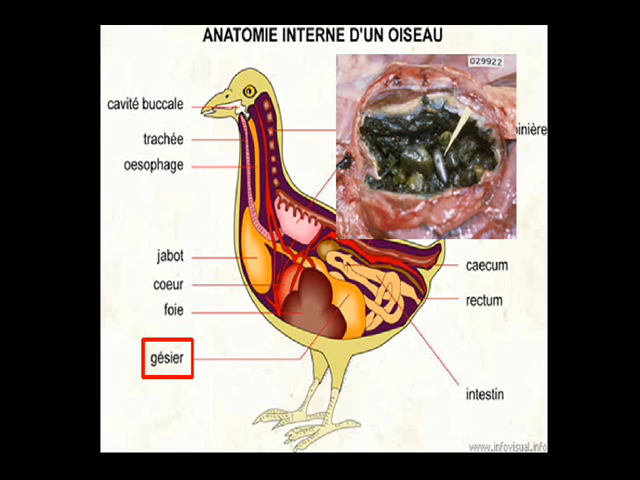 ANATOMIE INTERNE D'UN OISEAU
029922
cavité buccale
trachée
oesophage
jabot
coeur
foie
gésier
caecum
rectum
intestin
www.infovisual.info